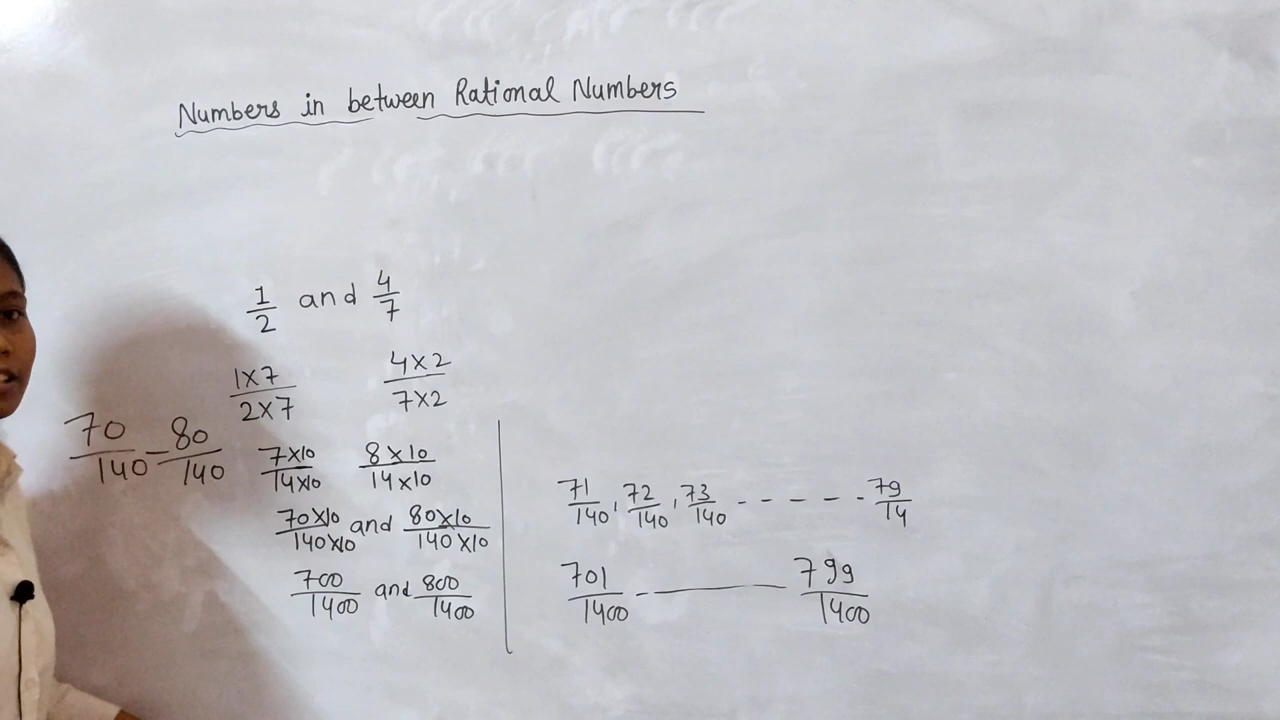 Numbers in between Rational Numbers
1/2 and 4/7
1×7/2×7 4×2/7×2
70/140 – 80/140
7×10/14×10 8×10/14×10
70×10/140×10 and 80×10/140×10
700/1400 and 800/1400
71/140, 72/140, 73/140 - - - - - - 79/14
701/1400 - ——— 799/1400